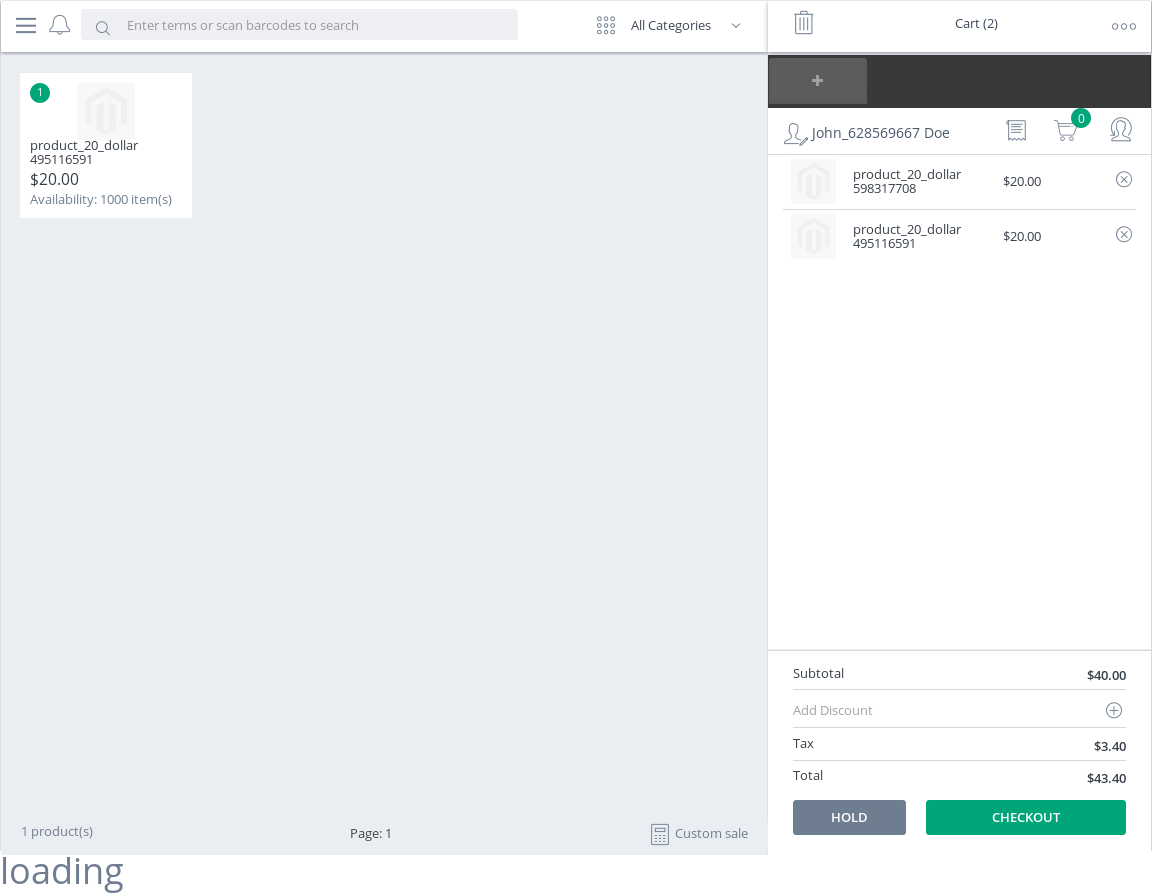 Enter terms or scan barcodes to search
All Categories
Cart (2)
1
product_20_dollar
495116591
$20.00
Availability: 1000 item(s)
+
John_628569667 Doe
0
product_20_dollar
598317708
$20.00
product_20_dollar
495116591
$20.00
Subtotal
$40.00
Add Discount
Tax
$3.40
Total
$43.40
HOLD
CHECKOUT
1 product(s)
Page: 1
Custom sale
loading